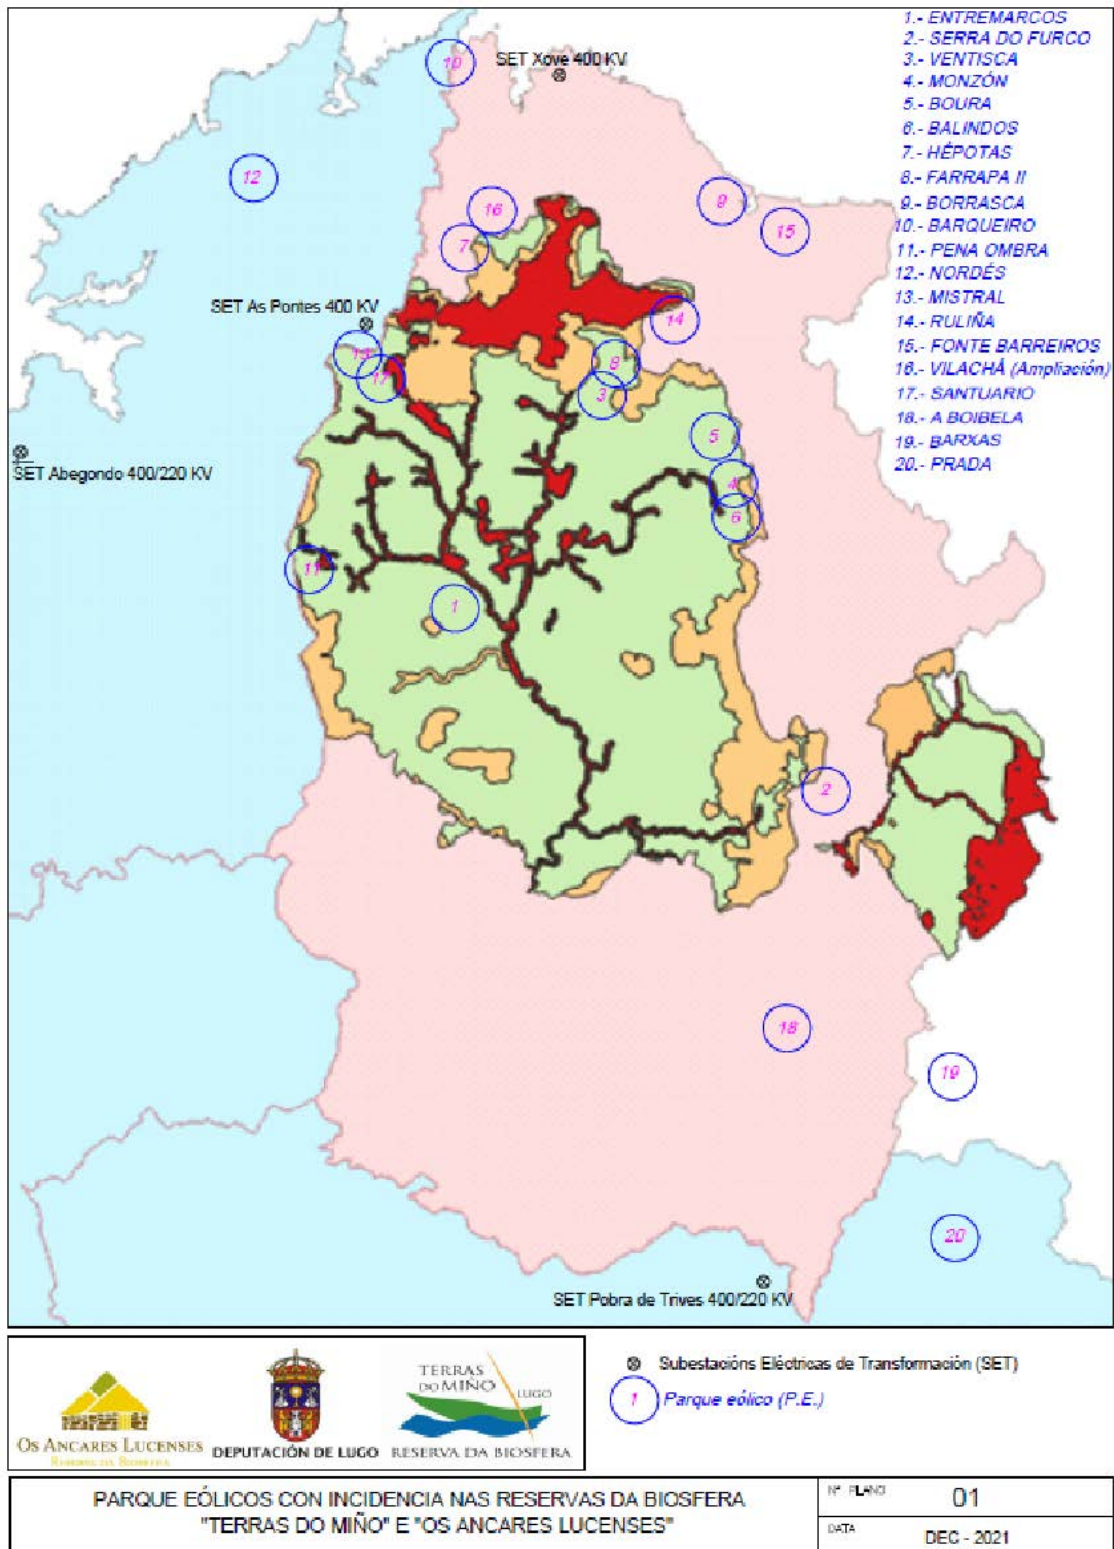 1.- ENTREMARCOS
2.- SERRA DO FURCO
3.- VENTISCA
4.- MONZÓN
5.- BOURA
6.- BALINDOS
7.- HÉPOTAS
8.- FARRAPA II
9.- BORRASCA
10.- BARQUEIRO
11.- PENA OMBRA
12.- NORDÉS
13.- MISTRAL
14.- RULIÑA
15.- FONTE BARREIROS
16.- VILACHÁ (Ampliación)
17.- SANTUARIO
18.- A BOIBELA
19.- BARXAS
20.- PRADA
10
SET Xove 400 KV
12
16
9
7
15
SET As Pontes 400 KV
14
8
17
3
5
SET Abegondo 400/220 KV
4
6
11
1
2
18
19
20
SET Pobra de Trives 400/220 KV
OS ANCARES LUCENSES
RESERVA DA BIOSFERA
DEPUTACIÓN DE LUGO
TERRAS
DO MIÑO
LUGO
RESERVA DA BIOSFERA
Subestacións Eléctricas de Transformación (SET)
1 Parque eólico (P.E.)
PARQUE EÓLICOS CON INCIDENCIA NAS RESERVAS DA BIOSFERA
"TERRAS DO MIÑO" E "OS ANCARES LUCENSES"
Nº PLANO 01
DATA DEC - 2021